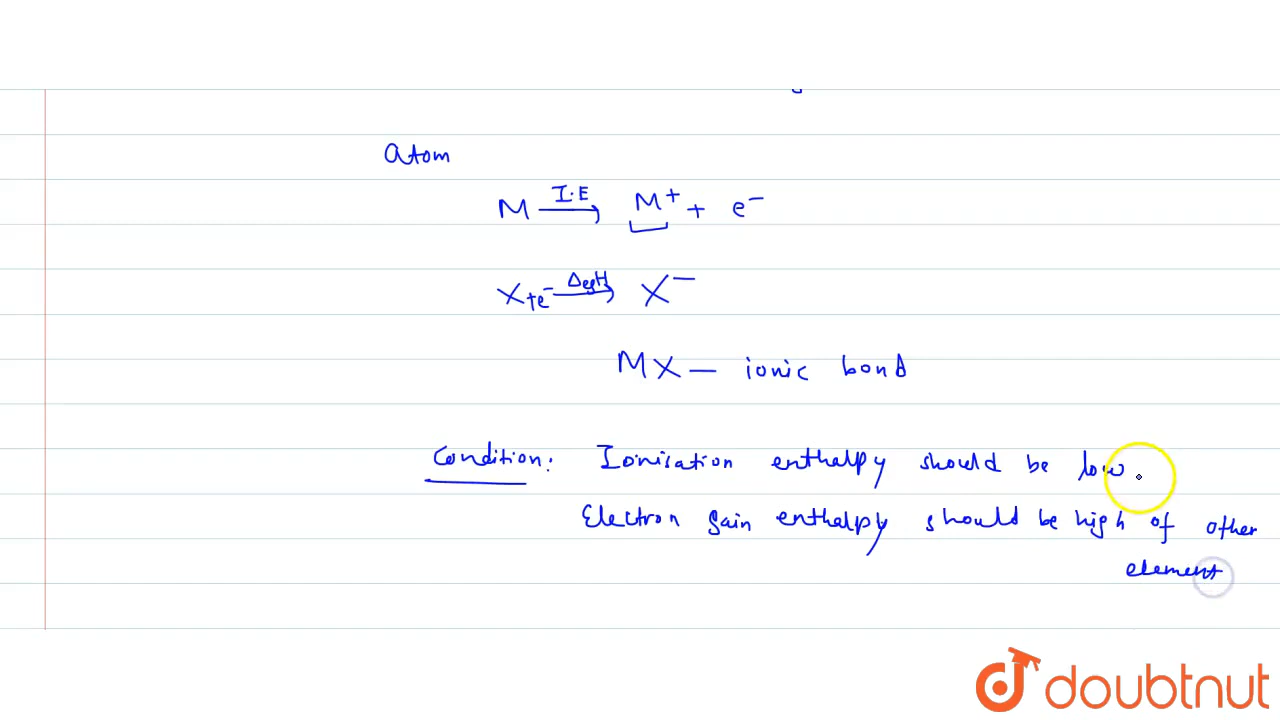 Atom
M I.E→ M⁺ + e⁻
X+e⁻ ΔegH→ X⁻
MX — ionic bond
Condition: Ionisation enthalpy should be low.
Electron gain enthalpy should be high of other
element
doubtnut